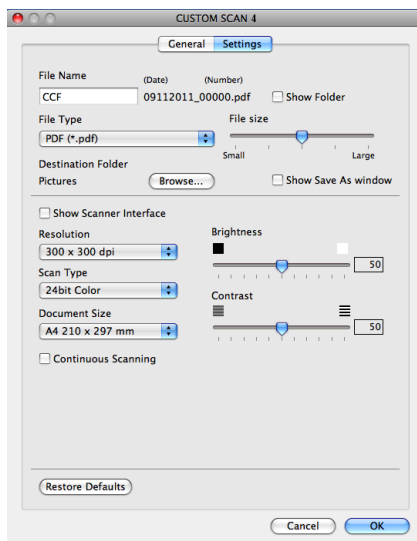 CUSTOM SCAN 4
General Settings
File Name (Date) (Number)
CCF 09112011_00000.pdf Show Folder
File Type File size
PDF (*.pdf)
Small Large
Destination Folder
Pictures Browse... Show Save As window
Show Scanner Interface
Resolution Brightness
300 x 300 dpi
50
Scan Type
24bit Color
Contrast
Document Size
A4 210 x 297 mm 50
Continuous Scanning
Restore Defaults
Cancel OK